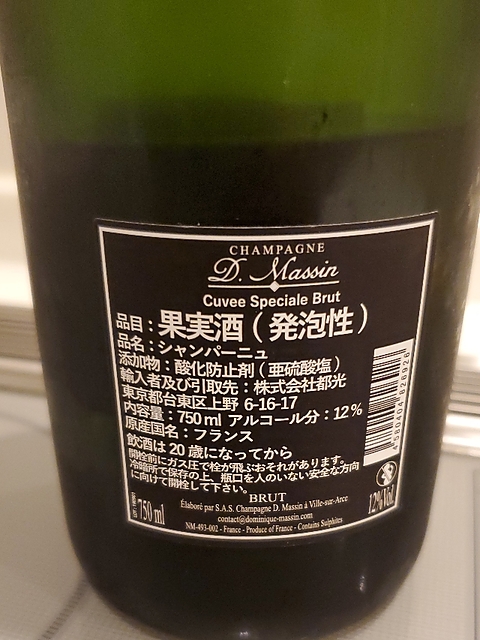 CHAMPAGNE
D. Massin
Cuvee Speciale Brut
品目：果実酒（発泡性）
品名：シャンパーニュ
添加物：酸化防止剤（亜硫酸塩）
輸入者及び引取先：株式会社都光
東京都台東区上野 6-16-17
内容量：750 ml アルコール分：12%
原産国名：フランス
飲酒は 20 歳になってから
開栓前にガス圧で栓が飛ぶおそれがあります。
冷暗所で保存の上、瓶口を人のいない安全な方向
に向けて開栓して下さい。
BRUT
750 ml
Élaboré par S.A.S. Champagne D. Massin à Ville-sur-Arce
12%Vol.
contact@dominique-massin.com
NM-493-002 - France - Produce of France - Contains Sulphites